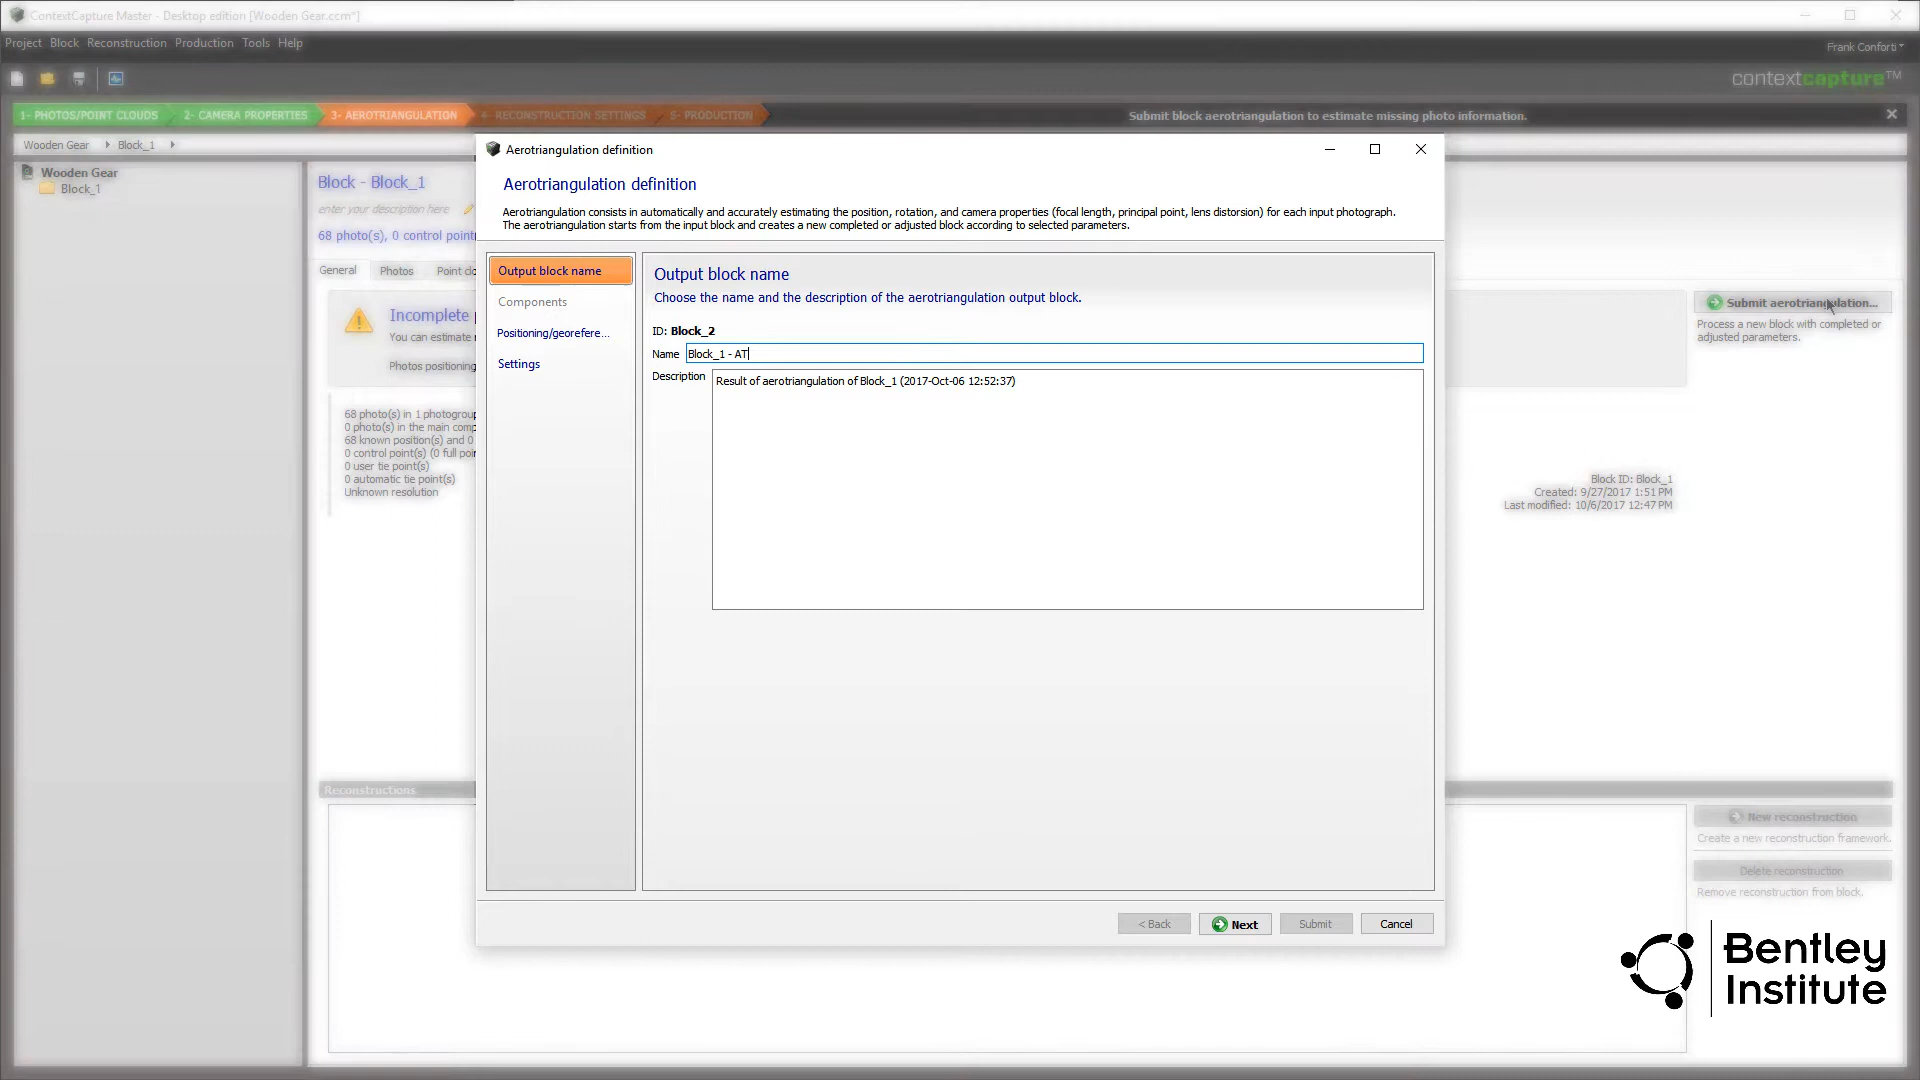 ContextCapture Master - Desktop edition [Wooden Gear.ccm*]
Project Block Reconstruction Production Tools Help
Frank Conforti
contextcapture™
1- PHOTOS/POINT CLOUDS
2- CAMERA PROPERTIES
3- AEROTRIANGULATION
4- RECONSTRUCTION SETTINGS
5- PRODUCTION
Submit block aerotriangulation to estimate missing photo information.
Wooden Gear
Block_1
Wooden Gear
Block_1
Block - Block_1
enter your description here
68 photo(s), 0 control point
General
Photos
Point clo
Incomplete
You can estimate
Photos positioning
68 photo(s) in 1 photogroup
0 photo(s) in the main comp
68 known position(s) and 0
0 control point(s) (0 full poin
0 user tie point(s)
0 automatic tie point(s)
Unknown resolution
Aerotriangulation definition
Aerotriangulation definition
Aerotriangulation consists in automatically and accurately estimating the position, rotation, and camera properties (focal length, principal point, lens distorsion) for each input photograph.
The aerotriangulation starts from the input block and creates a new completed or adjusted block according to selected parameters.
Output block name
Components
Positioning/georefere...
Settings
Output block name
Choose the name and the description of the aerotriangulation output block.
ID: Block_2
Name Block_1 - AT
Description Result of aerotriangulation of Block_1 (2017-Oct-06 12:52:37)
< Back
Next
Submit
Cancel
Submit aerotriangulation...
Process a new block with completed or
adjusted parameters.
Block ID: Block_1
Created: 9/27/2017 1:51 PM
Last modified: 10/6/2017 12:47 PM
Reconstructions
New reconstruction
Create a new reconstruction framework.
Delete reconstruction
Remove reconstruction from block.
Bentley
Institute